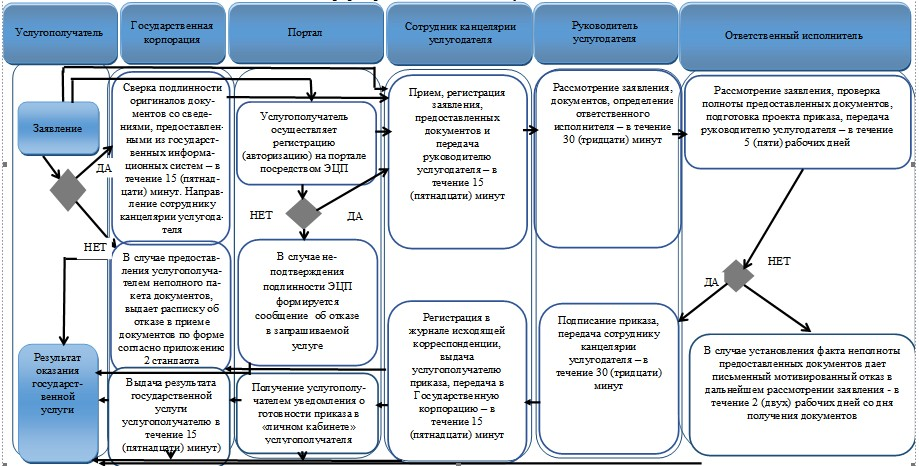 Услугополучатель
Государственная
корпорация
Портал
Сотрудник канцелярии
услугодателя
Руководитель
услугодателя
Ответственный исполнитель
Заявление
ДА
НЕТ
Результат
оказания
государст-
венной
услуги
Сверка подлинности
оригиналов доку-
ментов со сведе-
ниями, предоставлен-
ными из государст-
венных информа-
ционных систем – в
течение 15 (пятнад-
цати) минут. Направ-
ление сотруднику
канцелярии услугода-
теля
В случае предостав-
ления услугополуча-
телем неполного па-
кета документов,
выдает расписку об
отказе в приеме
документов по форме
согласно приложению
2 стандарта
Выдача результата
государственной
услуги
услугополучателю в
течение 15
(пятнадцати) минут)
Услугополучатель
осуществляет
регистрацию
(авторизацию) на портале
посредством ЭЦП
НЕТ
ДА
В случае не-
подтверждения
подлинности ЭЦП
формируется
сообщение об отказе
в запрашиваемой
услуге
Получение услугополу-
чателем уведомления о
готовности приказа в
«личном кабинете»
услугополучателя
Прием, регистрация
заявления,
предоставленных
документов и
передача
руководителю
услугодателя – в
течение 15
(пятнадцати) минут
Регистрация в
журнале исходящей
корреспонденции,
выдача
услугополучателю
приказа, передача в
Государственную
корпорацию – в
течение 15
(пятнадцати) минут
Рассмотрение заявления,
документов, определение
ответственного
исполнителя – в течение
30 (тридцати) минут
Подписание приказа,
передача сотруднику
канцелярии
услугодателя – в
течение 30 (тридцати)
минут
Рассмотрение заявления, проверка
полноты предоставленных документов,
подготовка проекта приказа, передача
руководителю услугодателя – в течение
5 (пяти) рабочих дней
НЕТ
ДА
В случае установления факта неполноты
предоставленных документов дает
письменный мотивированный отказ в
дальнейшем рассмотрении заявления - в
течение 2 (двух) рабочих дней со дня
получения документов